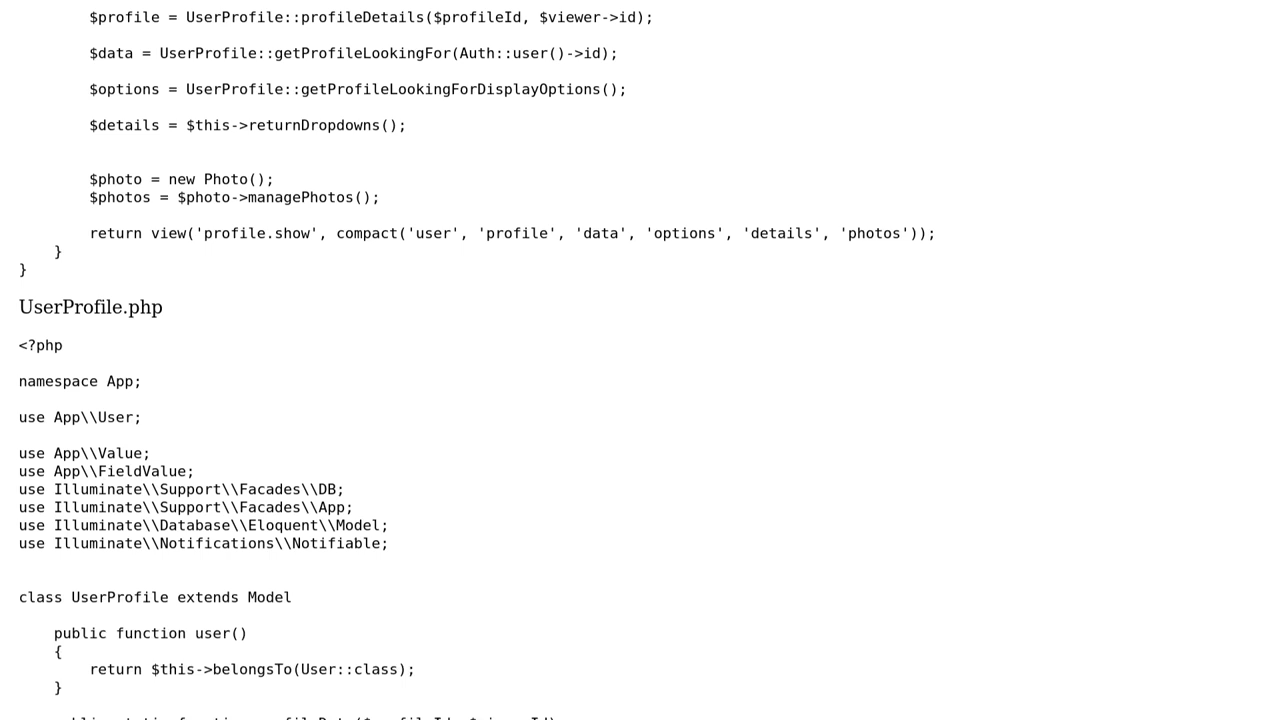 $profile = UserProfile::profileDetails($profileId, $viewer->id);
$data = UserProfile::getProfileLookingFor(Auth::user()->id);
$options = UserProfile::getProfileLookingForDisplayOptions();
$details = $this->returnDropdowns();
$photo = new Photo();
$photos = $photo->managePhotos();
return view('profile.show', compact('user', 'profile', 'data', 'options', 'details', 'photos'));
}
}
UserProfile.php
<?php
namespace App;
use App\\User;
use App\\Value;
use App\\FieldValue;
use Illuminate\\Support\\Facades\\DB;
use Illuminate\\Support\\Facades\\App;
use Illuminate\\Database\\Eloquent\\Model;
use Illuminate\\Notifications\\Notifiable;
class UserProfile extends Model
public function user()
{
return $this->belongsTo(User::class);
}